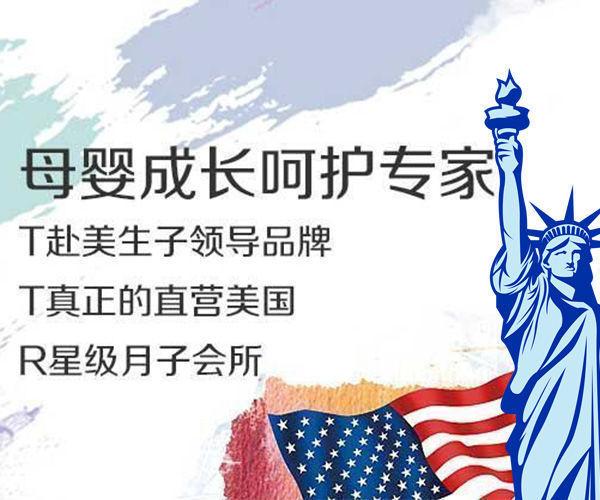 母婴成长呵护专家
T赴美生子领导品牌
T真正的直营美国
R星级月子会所